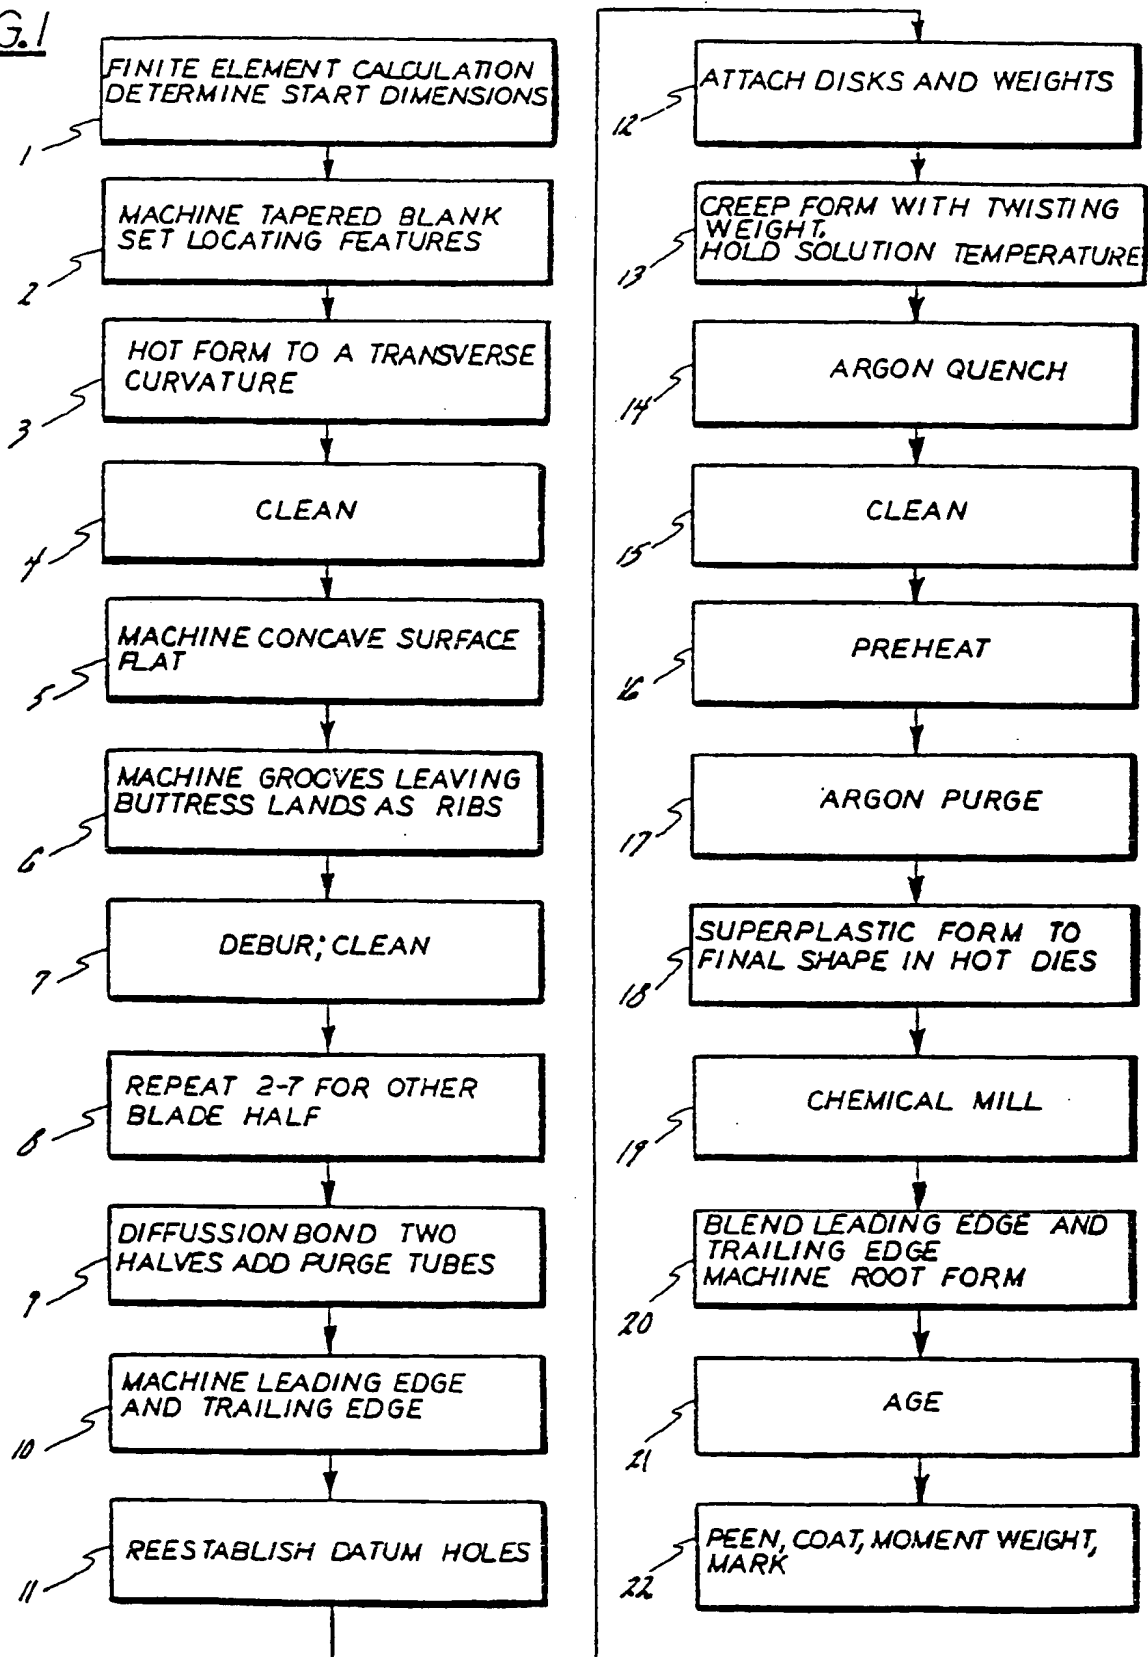 G.1
FINITE ELEMENT CALCULATION
DETERMINE START DIMENSIONS
1
MACHINE TAPERED BLANK
SET LOCATING FEATURES
2
HOT FORM TO A TRANSVERSE
CURVATURE
3
CLEAN
4
MACHINE CONCAVE SURFACE
FLAT
5
MACHINE GROOVES LEAVING
BUTTRESS LANDS AS RIBS
6
DEBUR; CLEAN
7
REPEAT 2-7 FOR OTHER
BLADE HALF
8
DIFFUSSION BOND TWO
HALVES ADD PURGE TUBES
9
MACHINE LEADING EDGE
AND TRAILING EDGE
10
REESTABLISH DATUM HOLES
11
ATTACH DISKS AND WEIGHTS
12
CREEP FORM WITH TWISTING
WEIGHT.
HOLD SOLUTION TEMPERATURE
13
ARGON QUENCH
14
CLEAN
15
PREHEAT
16
ARGON PURGE
17
SUPERPLASTIC FORM TO
FINAL SHAPE IN HOT DIES
18
CHEMICAL MILL
19
BLEND LEADING EDGE AND
TRAILING EDGE
MACHINE ROOT FORM
20
AGE
21
PEEN, COAT, MOMENT WEIGHT,
MARK
22